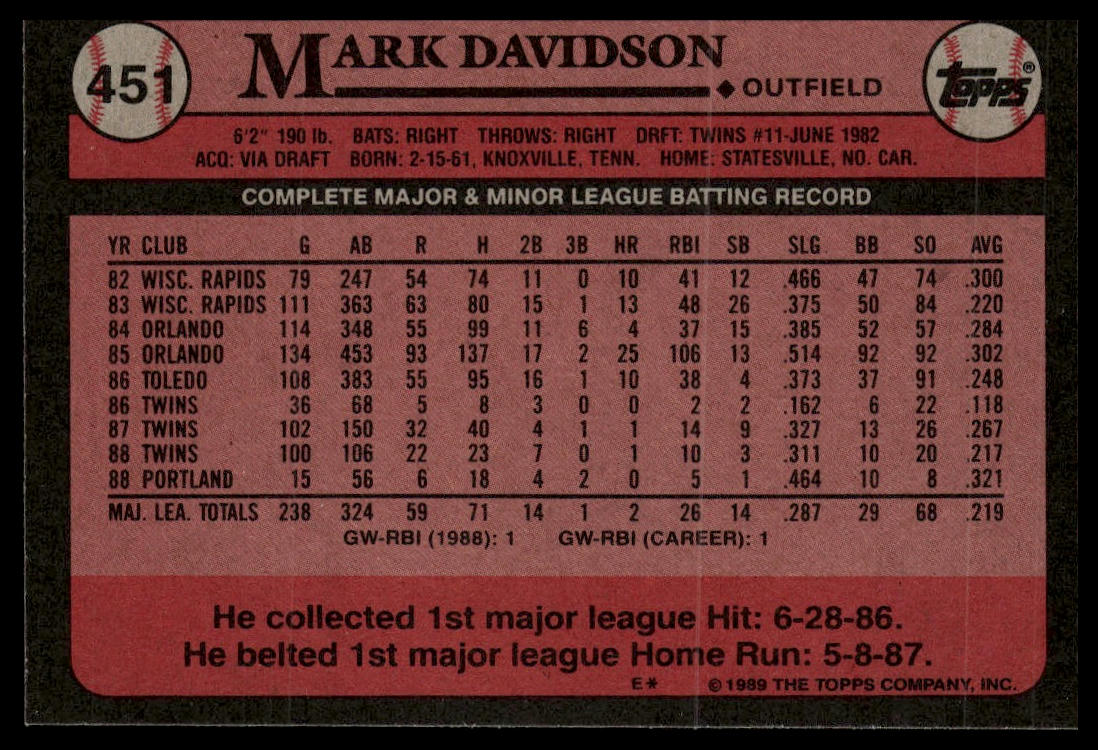 451 MARK DAVIDSON
◆ OUTFIELD
TOPPS®
6'2" 190 lb. BATS: RIGHT THROWS: RIGHT DRFT: TWINS #11-JUNE 1982
ACQ: VIA DRAFT BORN: 2-15-61, KNOXVILLE, TENN. HOME: STATESVILLE, NO. CAR.
COMPLETE MAJOR & MINOR LEAGUE BATTING RECORD
YR CLUB G AB R H 2B 3B HR RBI SB SLG BB SO AVG
82 WISC. RAPIDS 79 247 54 74 11 0 10 41 12 .466 47 74 .300
83 WISC. RAPIDS 111 363 63 80 15 1 13 48 26 .375 50 84 .220
84 ORLANDO 114 348 55 99 11 6 4 37 15 .385 52 57 .284
85 ORLANDO 134 453 93 137 17 2 25 106 13 .514 92 92 .302
86 TOLEDO 108 383 55 95 16 1 10 38 4 .373 37 91 .248
86 TWINS 36 68 5 8 3 0 0 2 2 .162 6 22 .118
87 TWINS 102 150 32 40 4 1 1 14 9 .327 13 26 .267
88 TWINS 100 106 22 23 7 0 1 10 3 .311 10 20 .217
88 PORTLAND 15 56 6 18 4 2 0 5 1 .464 10 8 .321
MAJ. LEA. TOTALS 238 324 59 71 14 1 2 26 14 .287 29 68 .219
GW-RBI (1988): 1 GW-RBI (CAREER): 1
He collected 1st major league Hit: 6-28-86.
He belted 1st major league Home Run: 5-8-87.
E* © 1989 THE TOPPS COMPANY, INC.